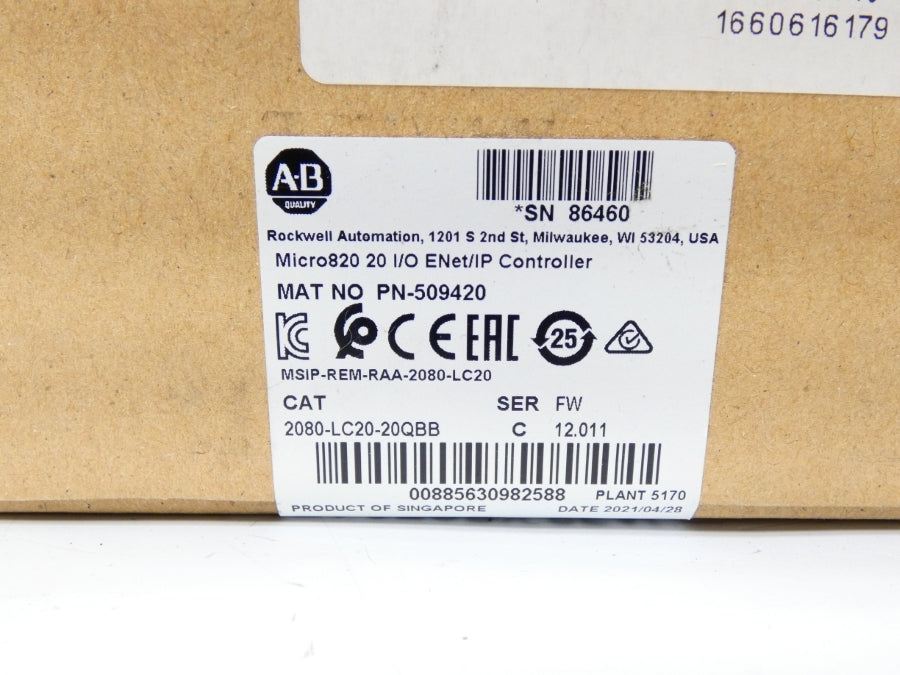 1660616179
A-B
QUALITY
*SN 86460
Rockwell Automation, 1201 S 2nd St, Milwaukee, WI 53204, USA
Micro820 20 I/O ENet/IP Controller
MAT NO PN-509420
CE EAC 25
MSIP-REM-RAA-2080-LC20
CAT SER FW
2080-LC20-20QBB C 12.011
00885630982588 PLANT 5170
PRODUCT OF SINGAPORE DATE 2021/04/28